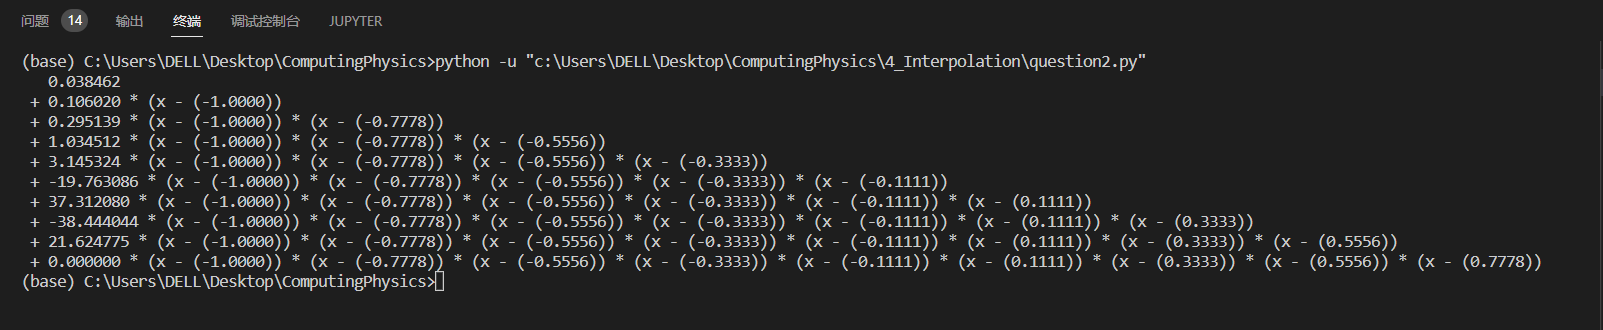 问题 14 输出 终端 调试控制台 JUPYTER
(base) C:\Users\DELL\Desktop\ComputingPhysics>python -u "c:\Users\DELL\Desktop\ComputingPhysics\4_Interpolation\question2.py"
0.038462
+ 0.106020 * (x - (-1.0000))
+ 0.295139 * (x - (-1.0000)) * (x - (-0.7778))
+ 1.034512 * (x - (-1.0000)) * (x - (-0.7778)) * (x - (-0.5556))
+ 3.145324 * (x - (-1.0000)) * (x - (-0.7778)) * (x - (-0.5556)) * (x - (-0.3333))
+ -19.763086 * (x - (-1.0000)) * (x - (-0.7778)) * (x - (-0.5556)) * (x - (-0.3333)) * (x - (-0.1111))
+ 37.312080 * (x - (-1.0000)) * (x - (-0.7778)) * (x - (-0.5556)) * (x - (-0.3333)) * (x - (-0.1111)) * (x - (0.1111))
+ -38.444044 * (x - (-1.0000)) * (x - (-0.7778)) * (x - (-0.5556)) * (x - (-0.3333)) * (x - (-0.1111)) * (x - (0.1111)) * (x - (0.3333))
+ 21.624775 * (x - (-1.0000)) * (x - (-0.7778)) * (x - (-0.5556)) * (x - (-0.3333)) * (x - (-0.1111)) * (x - (0.1111)) * (x - (0.3333)) * (x - (0.5556))
+ 0.000000 * (x - (-1.0000)) * (x - (-0.7778)) * (x - (-0.5556)) * (x - (-0.3333)) * (x - (-0.1111)) * (x - (0.1111)) * (x - (0.3333)) * (x - (0.5556)) * (x - (0.7778))
(base) C:\Users\DELL\Desktop\ComputingPhysics>